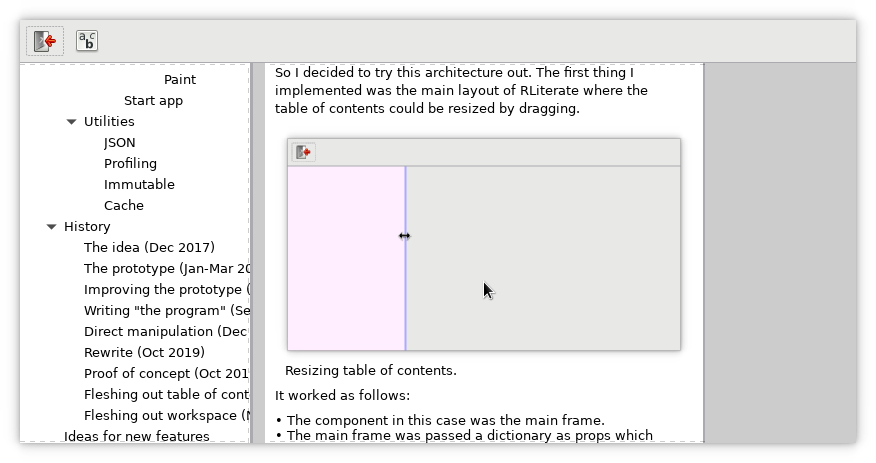 a c
b
Paint
Start app
Utilities
JSON
Profiling
Immutable
Cache
History
The idea (Dec 2017)
The prototype (Jan-Mar 20
Improving the prototype (
Writing "the program" (Se
Direct manipulation (Dec
Rewrite (Oct 2019)
Proof of concept (Oct 201
Fleshing out table of cont
Fleshing out workspace (N
Ideas for new features
So I decided to try this architecture out. The first thing I
implemented was the main layout of RLiterate where the
table of contents could be resized by dragging.
Resizing table of contents.
It worked as follows:
• The component in this case was the main frame.
• The main frame was passed a dictionary as props which